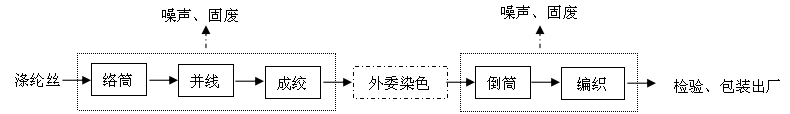 噪声、固废
噪声、固废
涤纶丝
络筒
并线
成绞
外委染色
倒筒
编织
检验、包装出厂